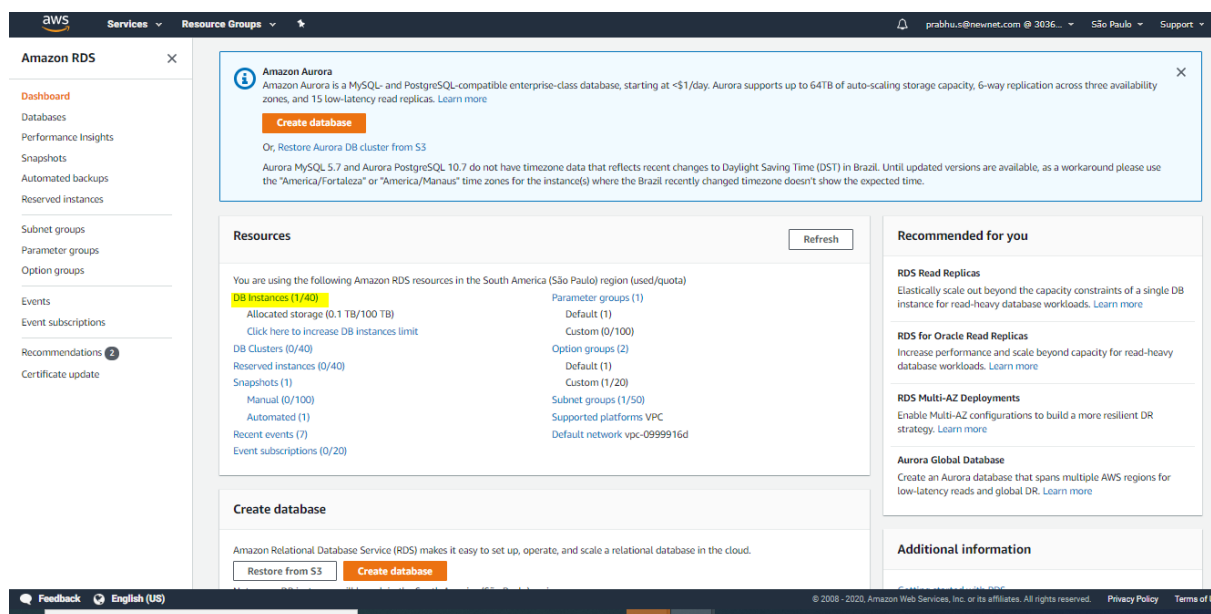 aws
Services
Resource Groups
prabhu.s@newnet.com @ 3036...
São Paulo
Support
Amazon RDS
Dashboard
Databases
Performance Insights
Snapshots
Automated backups
Reserved instances
Subnet groups
Parameter groups
Option groups
Events
Event subscriptions
Recommendations 2
Certificate update
Amazon Aurora
Amazon Aurora is a MySQL- and PostgreSQL-compatible enterprise-class database, starting at <$1/day. Aurora supports up to 64TB of auto-scaling storage capacity, 6-way replication across three availability
zones, and 15 low-latency read replicas. Learn more
Create database
Or, Restore Aurora DB cluster from S3
Aurora MySQL 5.7 and Aurora PostgreSQL 10.7 do not have timezone data that reflects recent changes to Daylight Saving Time (DST) in Brazil. Until updated versions are available, as a workaround please use
the "America/Fortaleza" or "America/Manaus" time zones for the instance(s) where the Brazil recently changed timezone doesn't show the expected time.
Resources
Refresh
You are using the following Amazon RDS resources in the South America (São Paulo) region (used/quota)
DB Instances (1/40)
Allocated storage (0.1 TB/100 TB)
Click here to increase DB instances limit
DB Clusters (0/40)
Reserved instances (0/40)
Snapshots (1)
Manual (0/100)
Automated (1)
Recent events (7)
Event subscriptions (0/20)
Parameter groups (1)
Default (1)
Custom (0/100)
Option groups (2)
Default (1)
Custom (1/20)
Subnet groups (1/50)
Supported platforms VPC
Default network vpc-0999916d
Create database
Amazon Relational Database Service (RDS) makes it easy to set up, operate, and scale a relational database in the cloud.
Restore from S3
Create database
Recommended for you
RDS Read Replicas
Elastically scale out beyond the capacity constraints of a single DB
instance for read-heavy database workloads. Learn more
RDS for Oracle Read Replicas
Increase performance and scale beyond capacity for read-heavy
database workloads. Learn more
RDS Multi-AZ Deployments
Enable Multi-AZ configurations to build a more resilient DR
strategy. Learn more
Aurora Global Database
Create an Aurora database that spans multiple AWS regions for
low-latency reads and global DR. Learn more
Additional information
Feedback
English (US)
© 2008 - 2020, Amazon Web Services, Inc. or its affiliates. All rights reserved.
Privacy Policy
Terms of